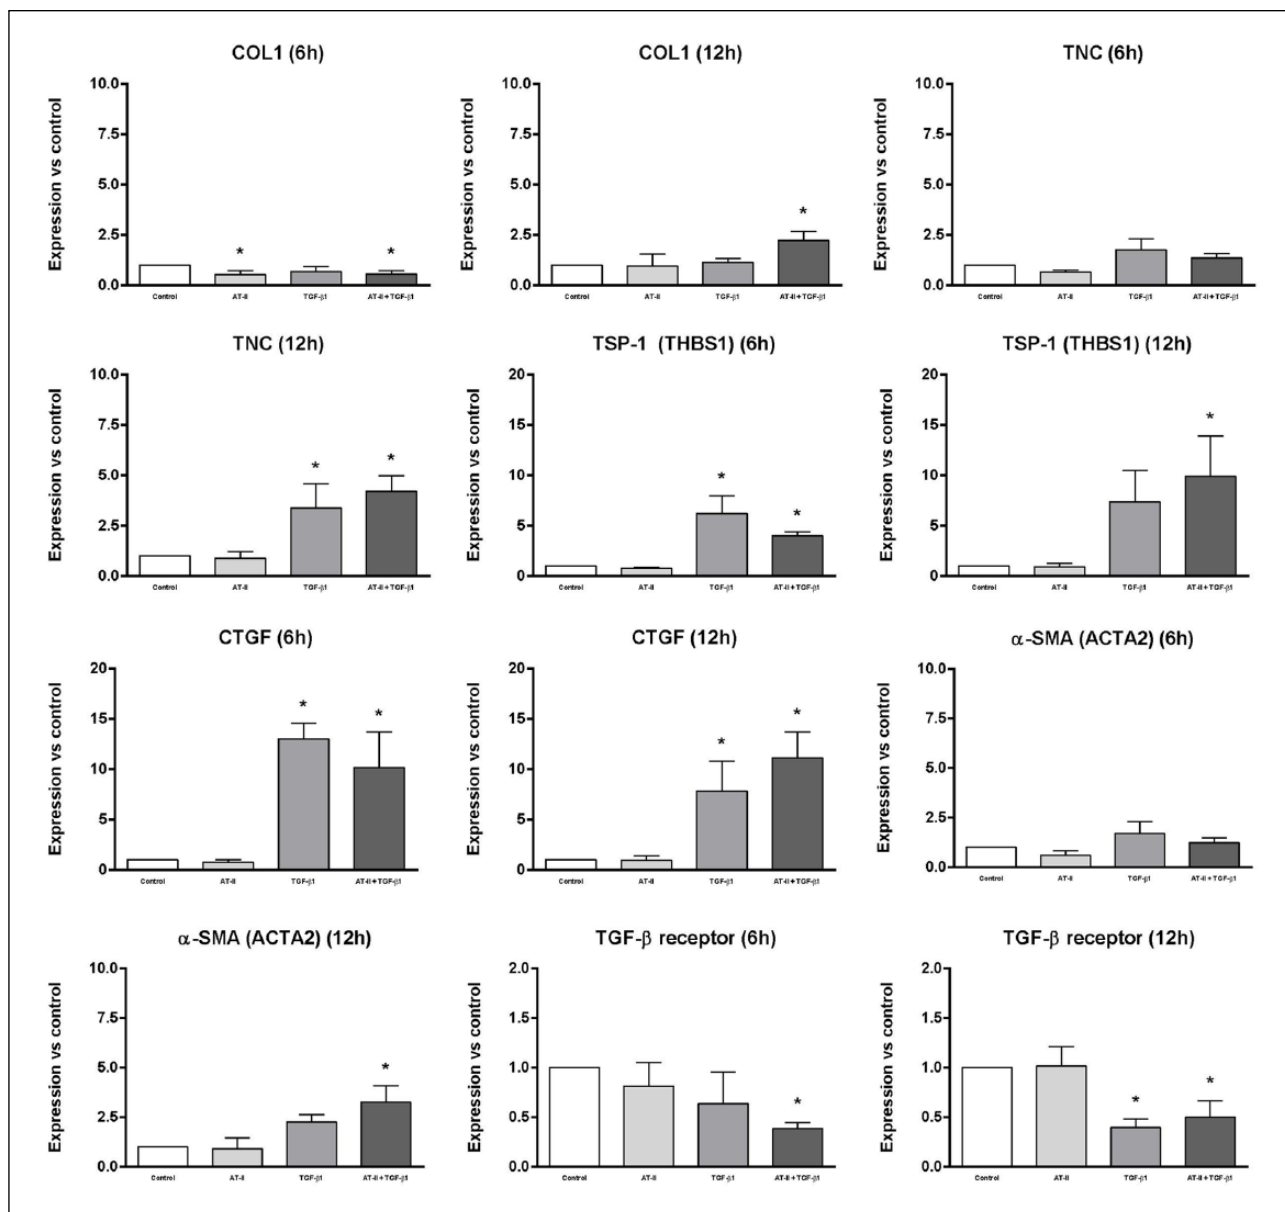 COL1 (6h)
COL1 (12h)
TNC (6h)
Expression vs control
10.0
7.5
5.0
2.5
0.0
*
*
Control
AT-II
TGF-β1
AT-II+TGF-β1
Expression vs control
10.0
7.5
5.0
2.5
0.0
*
Control
AT-II
TGF-β1
AT-II+TGF-β1
Expression vs control
10.0
7.5
5.0
2.5
0.0
Control
AT-II
TGF-β1
AT-II+TGF-β1
TNC (12h)
TSP-1 (THBS1) (6h)
TSP-1 (THBS1) (12h)
Expression vs control
10.0
7.5
5.0
2.5
0.0
*
*
Control
AT-II
TGF-β1
AT-II+TGF-β1
Expression vs control
20
15
10
5
0
*
*
Control
AT-II
TGF-β1
AT-II+TGF-β1
Expression vs control
20
15
10
5
0
*
Control
AT-II
TGF-β1
AT-II+TGF-β1
CTGF (6h)
CTGF (12h)
α-SMA (ACTA2) (6h)
Expression vs control
20
15
10
5
0
*
*
Control
AT-II
TGF-β1
AT-II+TGF-β1
Expression vs control
20
15
10
5
0
*
*
Control
AT-II
TGF-β1
AT-II+TGF-β1
Expression vs control
10.0
7.5
5.0
2.5
0.0
Control
AT-II
TGF-β1
AT-II+TGF-β1
α-SMA (ACTA2) (12h)
TGF-β receptor (6h)
TGF-β receptor (12h)
Expression vs control
10.0
7.5
5.0
2.5
0.0
*
Control
AT-II
TGF-β1
AT-II+TGF-β1
Expression vs control
2.0
1.5
1.0
0.5
0.0
*
Control
AT-II
TGF-β1
AT-II+TGF-β1
Expression vs control
2.0
1.5
1.0
0.5
0.0
*
*
Control
AT-II
TGF-β1
AT-II+TGF-β1